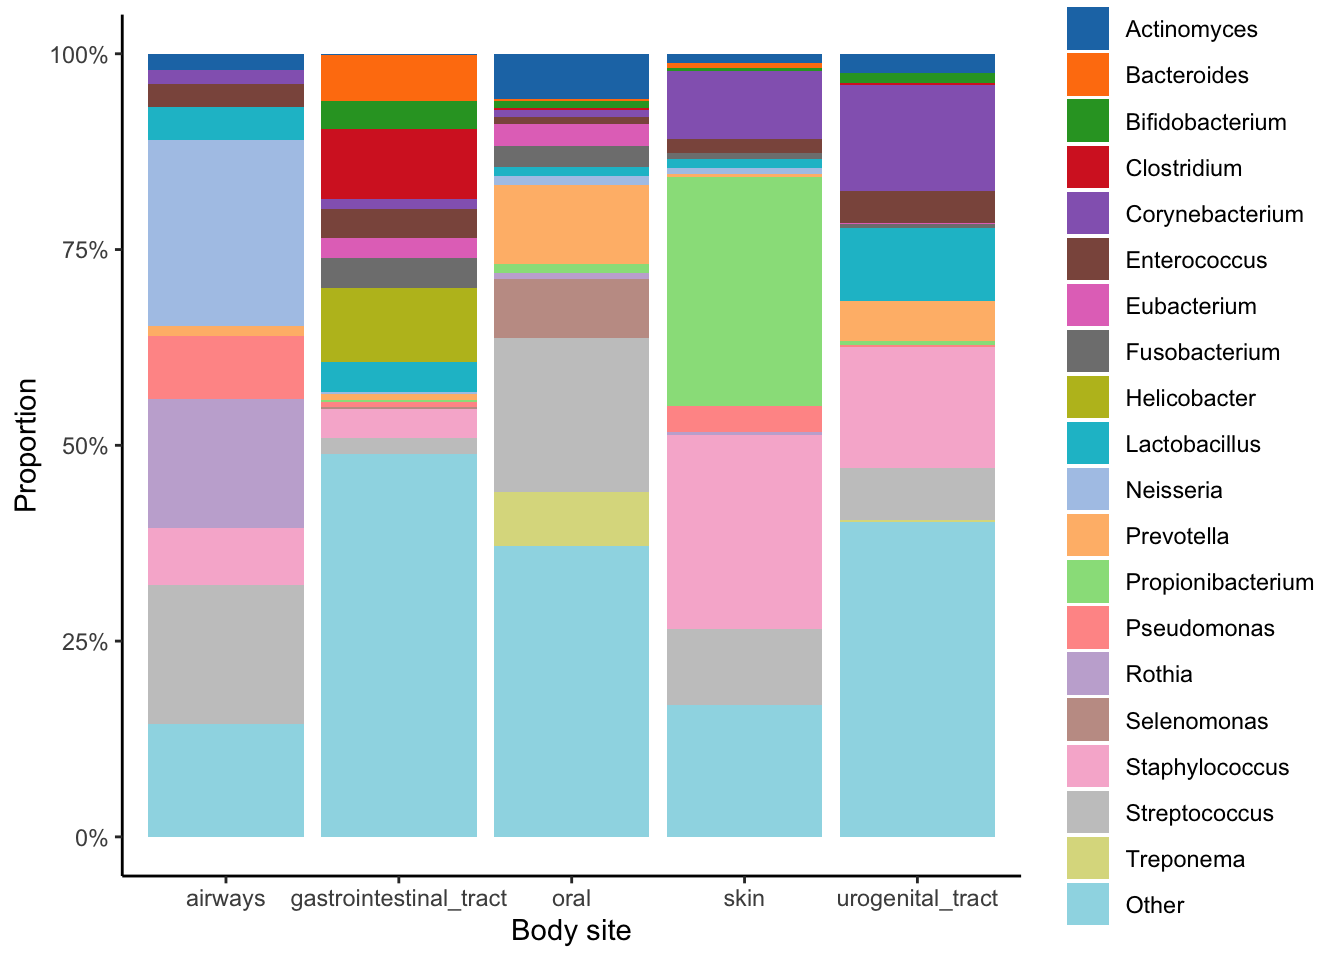 Proportion
100%
75%
50%
25%
0%
airways
gastrointestinal_tract
oral
skin
urogenital_tract
Body site
Actinomyces
Bacteroides
Bifidobacterium
Clostridium
Corynebacterium
Enterococcus
Eubacterium
Fusobacterium
Helicobacter
Lactobacillus
Neisseria
Prevotella
Propionibacterium
Pseudomonas
Rothia
Selenomonas
Staphylococcus
Streptococcus
Treponema
Other